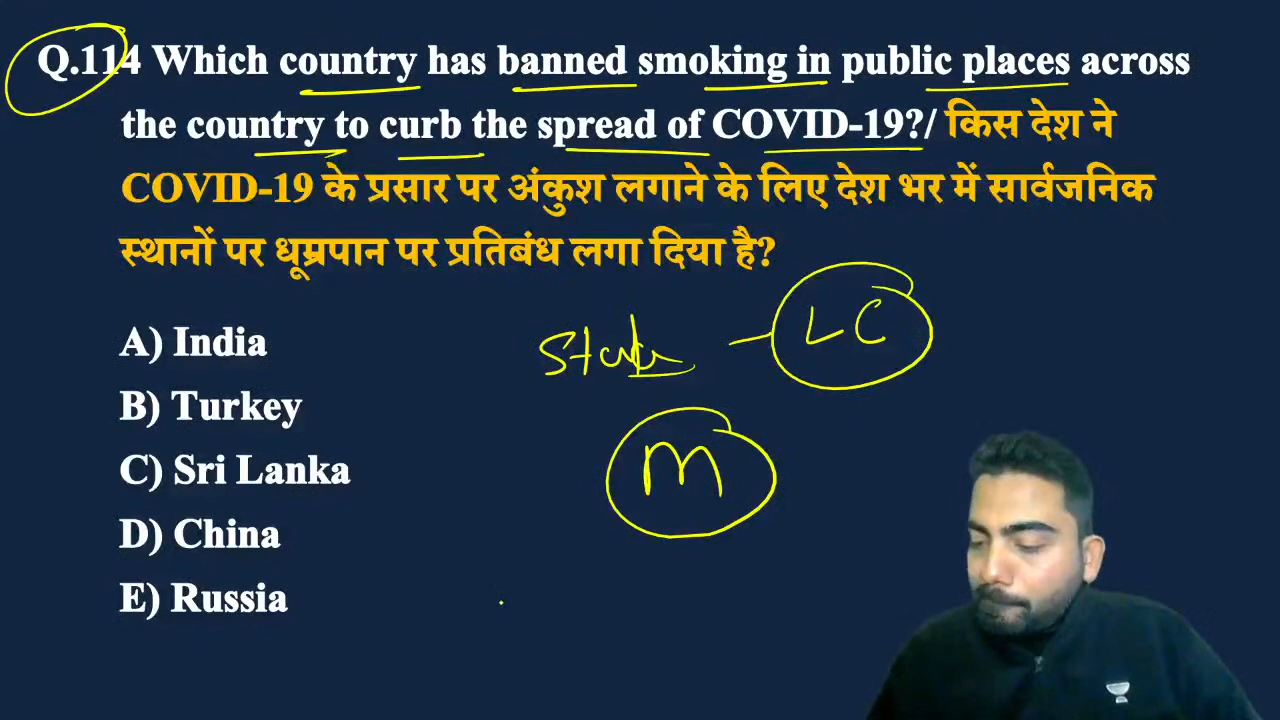 Q.114 Which country has banned smoking in public places across
the country to curb the spread of COVID-19?/ किस देश ने
COVID-19 के प्रसार पर अंकुश लगाने के लिए देश भर में सार्वजनिक
स्थानों पर धूम्रपान पर प्रतिबंध लगा दिया है?
A) India
B) Turkey
C) Sri Lanka
D) China
E) Russia
LC
M